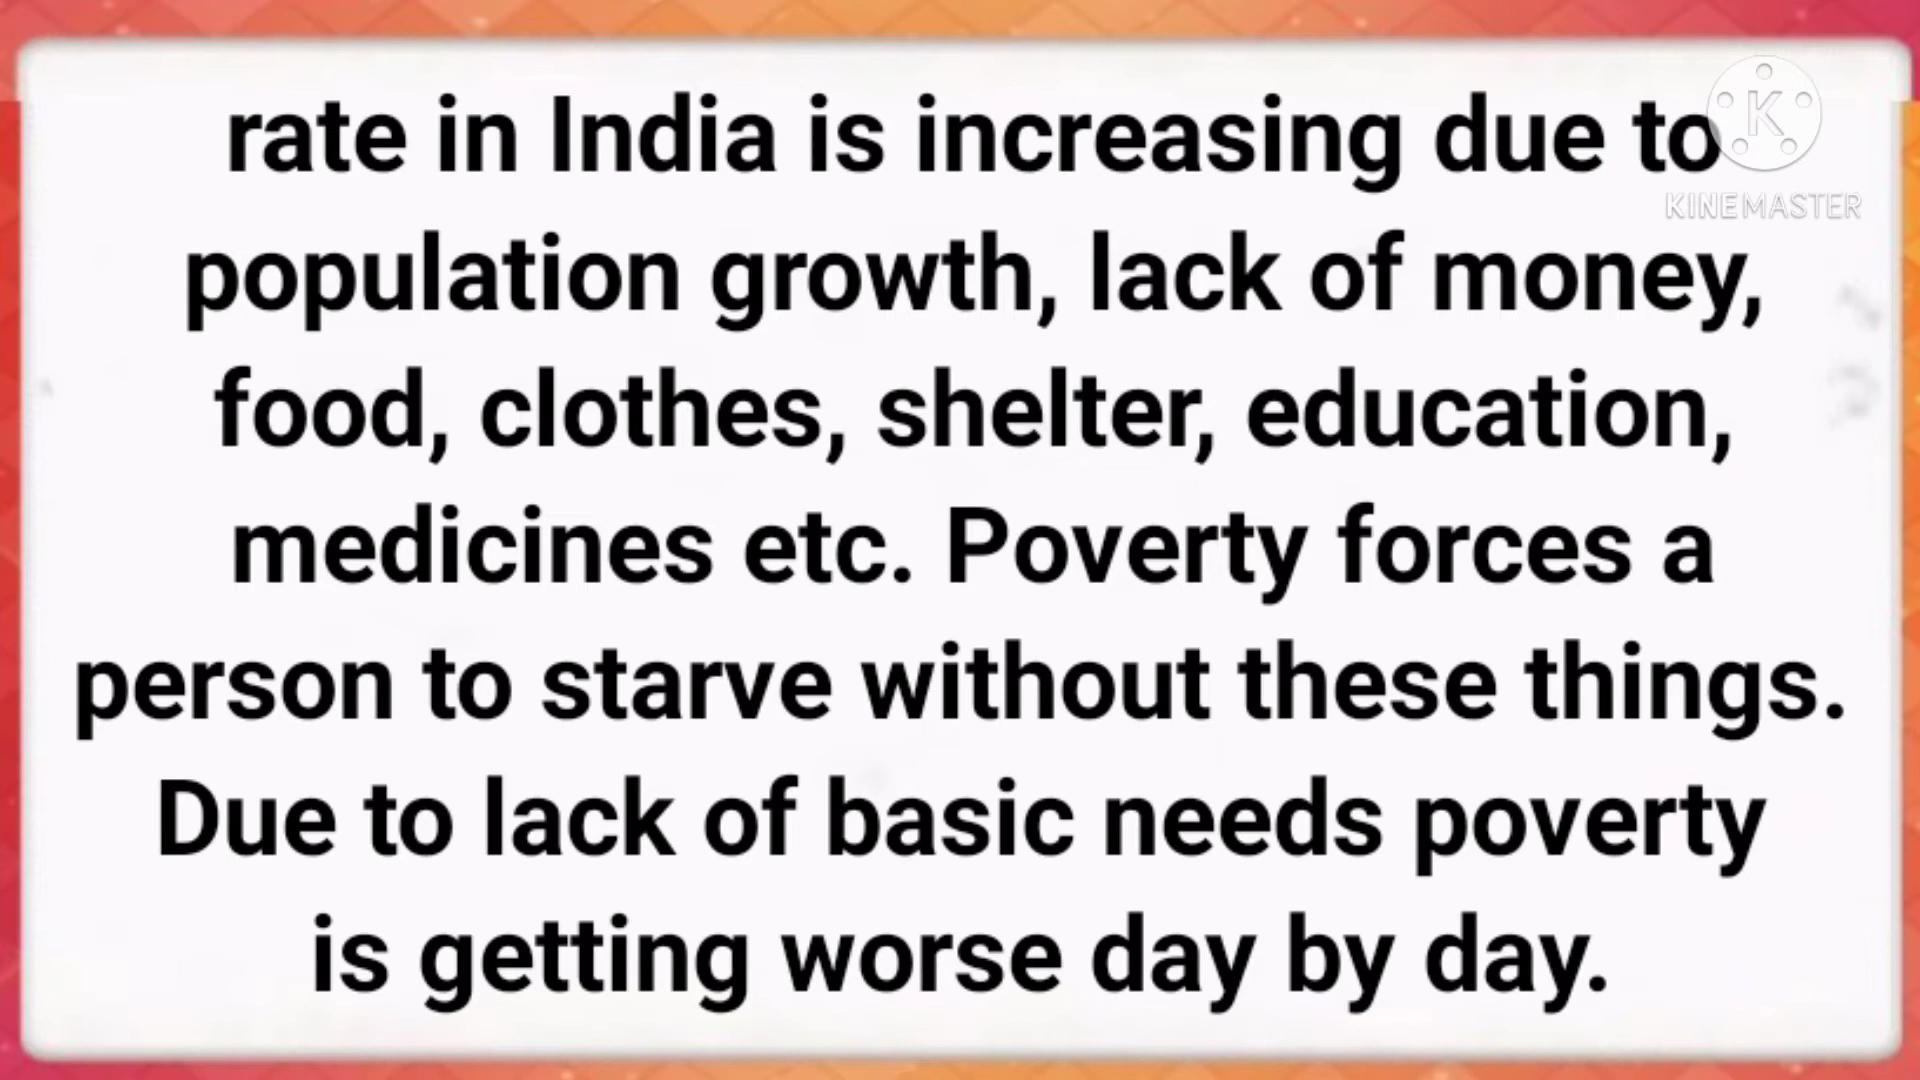 rate in India is increasing due to
K
KINEMASTER
population growth, lack of money,
food, clothes, shelter, education,
medicines etc. Poverty forces a
person to starve without these things.
Due to lack of basic needs poverty
is getting worse day by day.